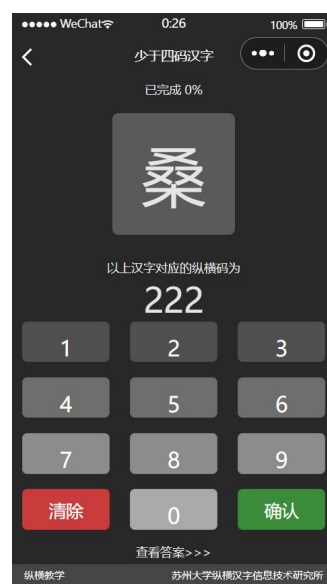 WeChat 0:26 100%
少于四码汉字
已完成 0%
桑
以上汉字对应的纵横码为
222
1 2 3
4 5 6
7 8 9
清除 0 确认
查看答案>>>
纵横教学 苏州大学纵横汉字信息技术研究所